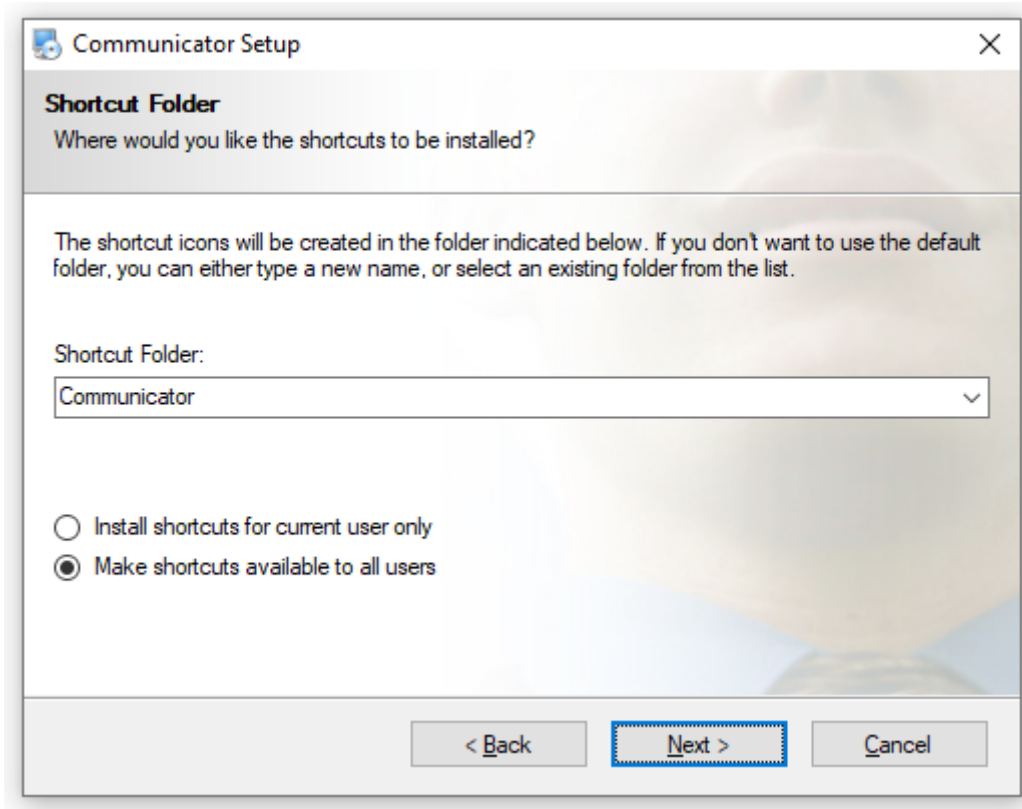 Communicator Setup
Shortcut Folder
Where would you like the shortcuts to be installed?
The shortcut icons will be created in the folder indicated below. If you don't want to use the default
folder, you can either type a new name, or select an existing folder from the list.
Shortcut Folder:
Communicator
Install shortcuts for current user only
Make shortcuts available to all users
< Back
Next >
Cancel